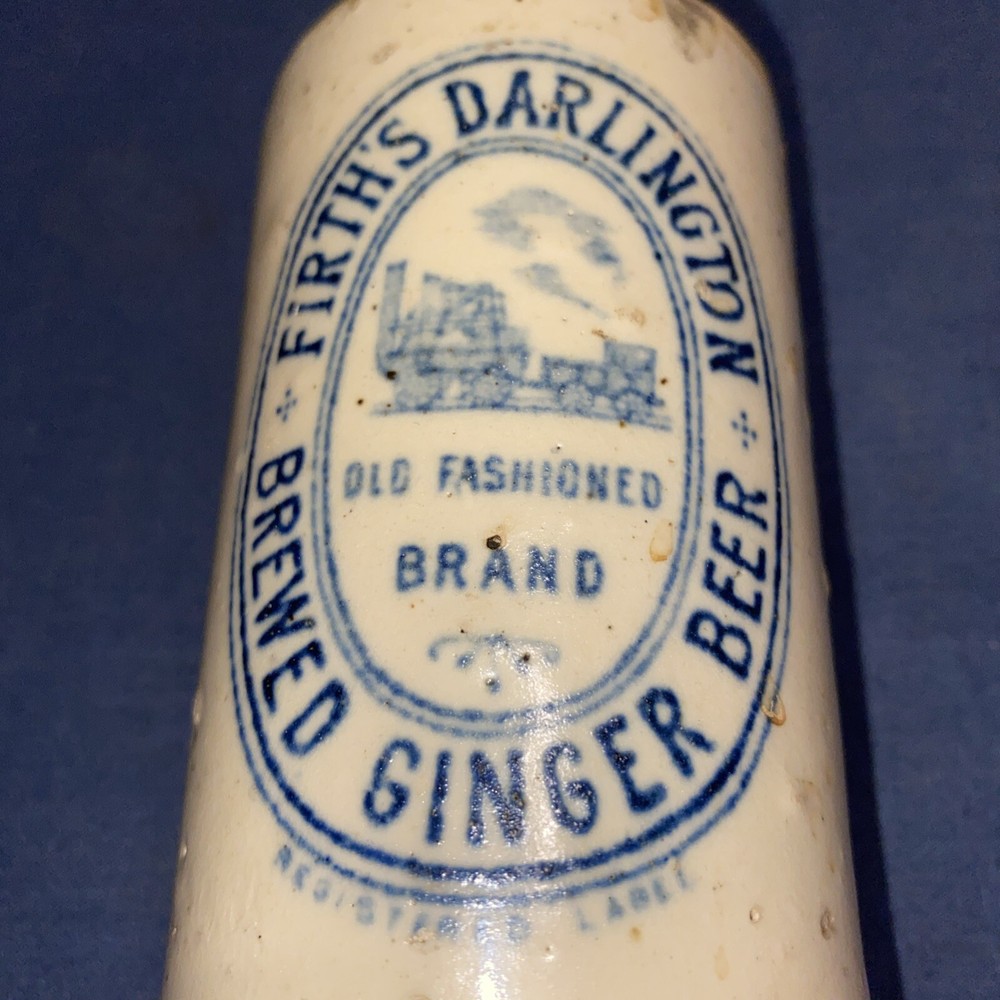 FIRTH'S DARLINGTON
OLD FASHIONED
BRAND
BREWED GINGER BEER
REGISTERED LABEL